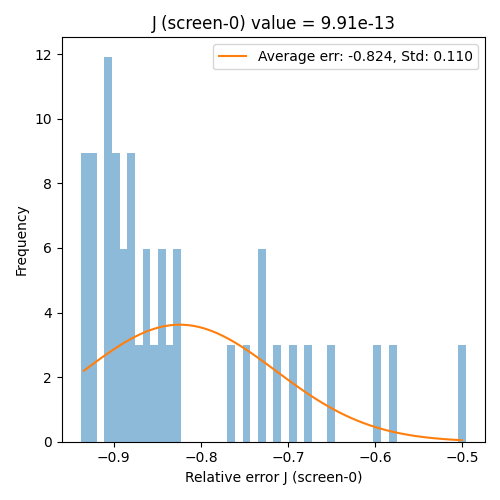 J (screen-0) value = 9.91e-13
Average err: -0.824, Std: 0.110
12
10
8
6
4
2
0
Frequency
−0.9 −0.8 −0.7 −0.6 −0.5
Relative error J (screen-0)